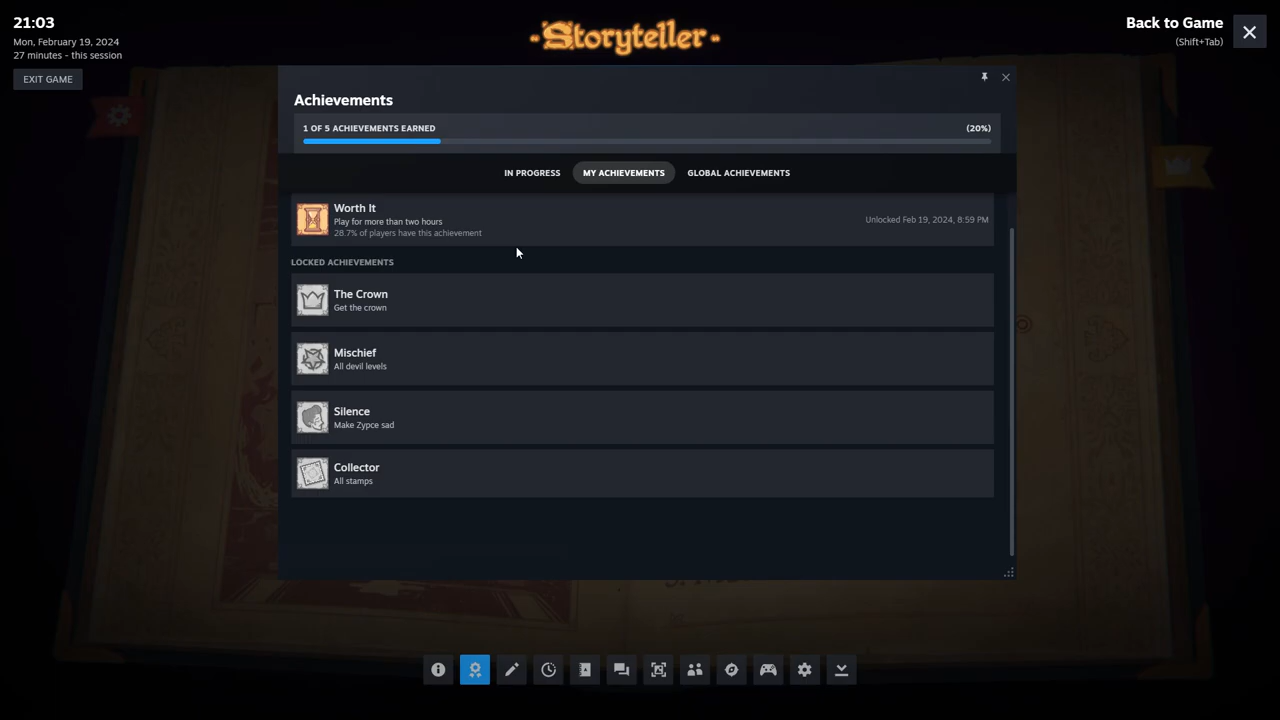 21:03
Mon, February 19, 2024
27 minutes - this session
EXIT GAME
Storyteller
Back to Game
(Shift+Tab)
Achievements
1 OF 5 ACHIEVEMENTS EARNED
(20%)
IN PROGRESS
MY ACHIEVEMENTS
GLOBAL ACHIEVEMENTS
Worth It
Play for more than two hours
28.7% of players have this achievement
Unlocked Feb 19, 2024, 8:59 PM
LOCKED ACHIEVEMENTS
The Crown
Get the crown
Mischief
All devil levels
Silence
Make Zypce sad
Collector
All stamps